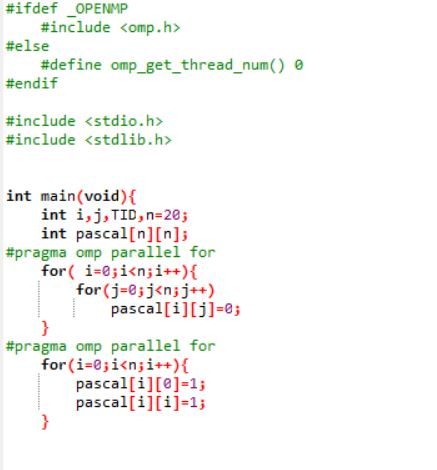 #ifdef _OPENMP
    #include <omp.h>
#else
    #define omp_get_thread_num() 0
#endif

#include <stdio.h>
#include <stdlib.h>


int main(void){
    int i,j,TID,n=20;
    int pascal[n][n];
#pragma omp parallel for
    for( i=0;i<n;i++){
        for(j=0;j<n;j++)
            pascal[i][j]=0;
    }
#pragma omp parallel for
    for(i=0;i<n;i++){
        pascal[i][0]=1;
        pascal[i][i]=1;
    }